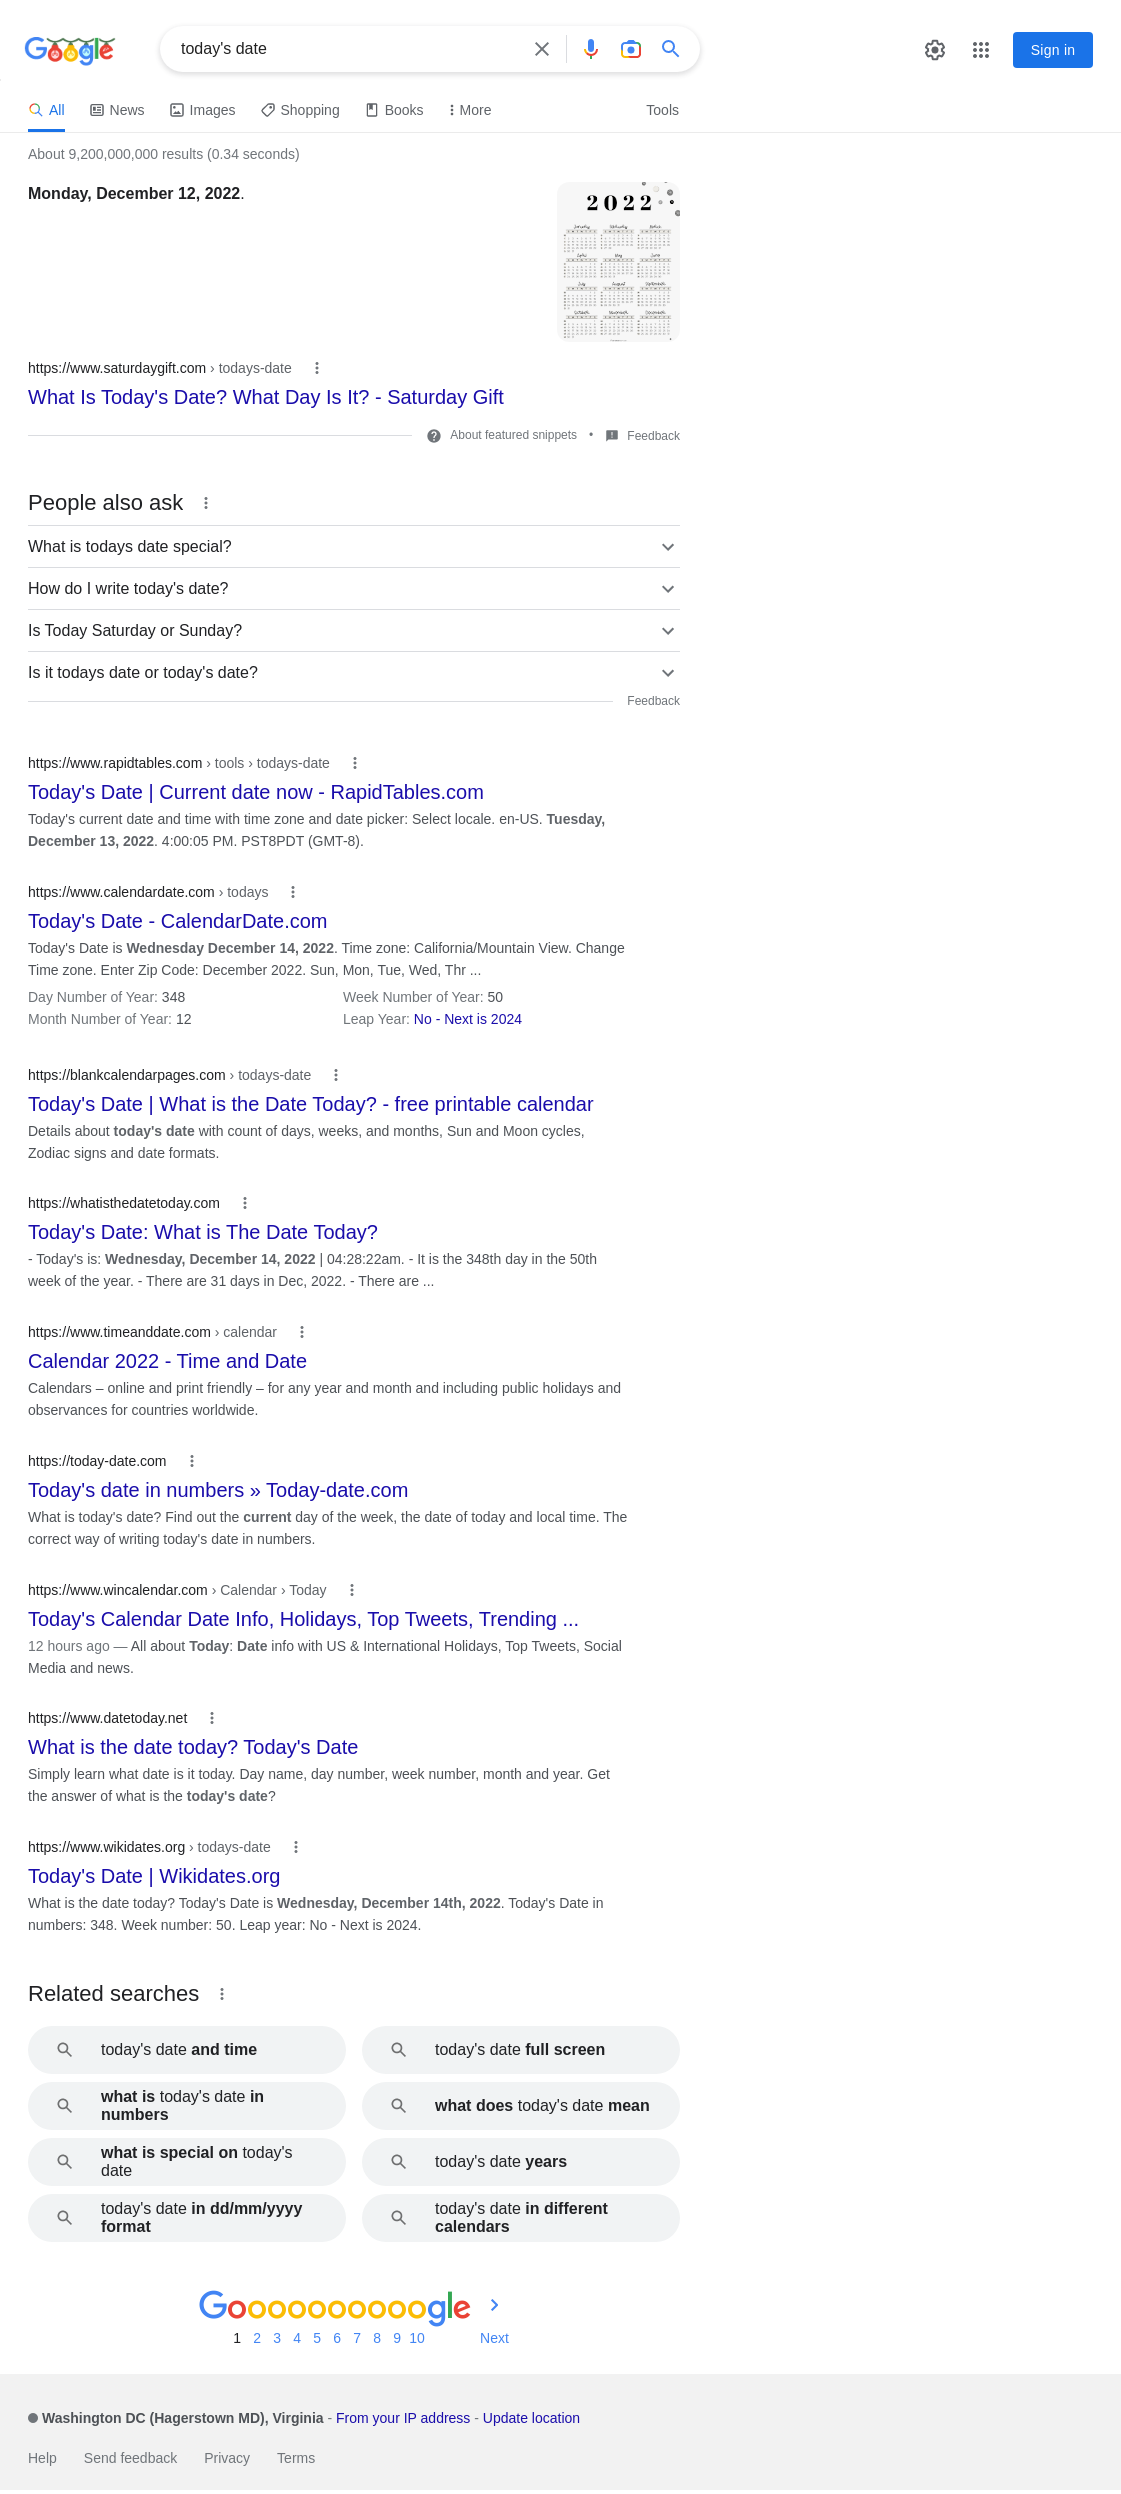 Google
today's date
Sign in
All
News
Images
Shopping
Books
More
Tools
About 9,200,000,000 results (0.34 seconds)
Monday, December 12, 2022.
2022
https://www.saturdaygift.com › todays-date
What Is Today's Date? What Day Is It? - Saturday Gift
About featured snippets • Feedback
People also ask
What is todays date special?
How do I write today's date?
Is Today Saturday or Sunday?
Is it todays date or today's date?
Feedback
https://www.rapidtables.com › tools › todays-date
Today's Date | Current date now - RapidTables.com
Today's current date and time with time zone and date picker: Select locale. en-US. Tuesday,
December 13, 2022. 4:00:05 PM. PST8PDT (GMT-8).
https://www.calendardate.com › todays
Today's Date - CalendarDate.com
Today's Date is Wednesday December 14, 2022. Time zone: California/Mountain View. Change
Time zone. Enter Zip Code: December 2022. Sun, Mon, Tue, Wed, Thr ...
Day Number of Year: 348
Week Number of Year: 50
Month Number of Year: 12
Leap Year: No - Next is 2024
https://blankcalendarpages.com › todays-date
Today's Date | What is the Date Today? - free printable calendar
Details about today's date with count of days, weeks, and months, Sun and Moon cycles,
Zodiac signs and date formats.
https://whatisthedatetoday.com
Today's Date: What is The Date Today?
- Today's is: Wednesday, December 14, 2022 | 04:28:22am. - It is the 348th day in the 50th
week of the year. - There are 31 days in Dec, 2022. - There are ...
https://www.timeanddate.com › calendar
Calendar 2022 - Time and Date
Calendars – online and print friendly – for any year and month and including public holidays and
observances for countries worldwide.
https://today-date.com
Today's date in numbers » Today-date.com
What is today's date? Find out the current day of the week, the date of today and local time. The
correct way of writing today's date in numbers.
https://www.wincalendar.com › Calendar › Today
Today's Calendar Date Info, Holidays, Top Tweets, Trending ...
12 hours ago — All about Today: Date info with US & International Holidays, Top Tweets, Social
Media and news.
https://www.datetoday.net
What is the date today? Today's Date
Simply learn what date is it today. Day name, day number, week number, month and year. Get
the answer of what is the today's date?
https://www.wikidates.org › todays-date
Today's Date | Wikidates.org
What is the date today? Today's Date is Wednesday, December 14th, 2022. Today's Date in
numbers: 348. Week number: 50. Leap year: No - Next is 2024.
Related searches
today's date and time
today's date full screen
what is today's date in
numbers
what does today's date mean
what is special on today's
date
today's date years
today's date in dd/mm/yyyy
format
today's date in different
calendars
Goooooooooogle
1 2 3 4 5 6 7 8 9 10 Next
Washington DC (Hagerstown MD), Virginia - From your IP address - Update location
Help Send feedback Privacy Terms